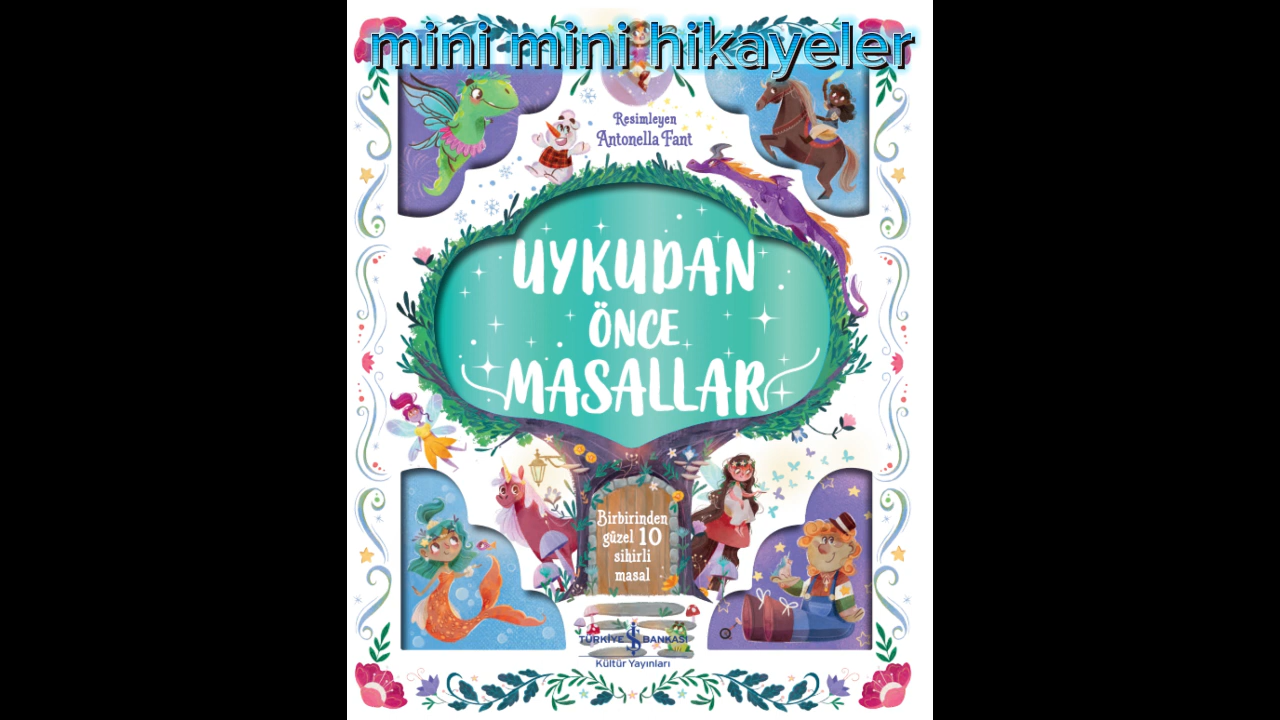 mini mini hikayeler
Resimleyen
Antonella Fant
UYKUDAN
ÖNCE
MASALLAR
Birbirinden
güzel 10
sihirli
masal
TÜRKİYE İŞ BANKASI
Kültür Yayınları